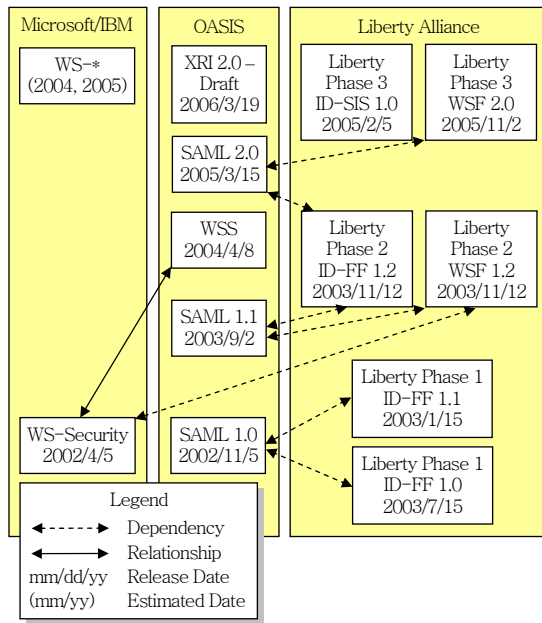 Microsoft/IBM
WS-*
(2004, 2005)
WS-Security
2002/4/5
OASIS
XRI 2.0 –
Draft
2006/3/19
SAML 2.0
2005/3/15
WSS
2004/4/8
SAML 1.1
2003/9/2
SAML 1.0
2002/11/5
Liberty Alliance
Liberty
Phase 3
ID-SIS 1.0
2005/2/5
Liberty
Phase 3
WSF 2.0
2005/11/2
Liberty
Phase 2
ID-FF 1.2
2003/11/12
Liberty
Phase 2
WSF 1.2
2003/11/12
Liberty Phase 1
ID-FF 1.1
2003/1/15
Liberty Phase 1
ID-FF 1.0
2003/7/15
Legend
Dependency
Relationship
mm/dd/yy Release Date
(mm/yy) Estimated Date